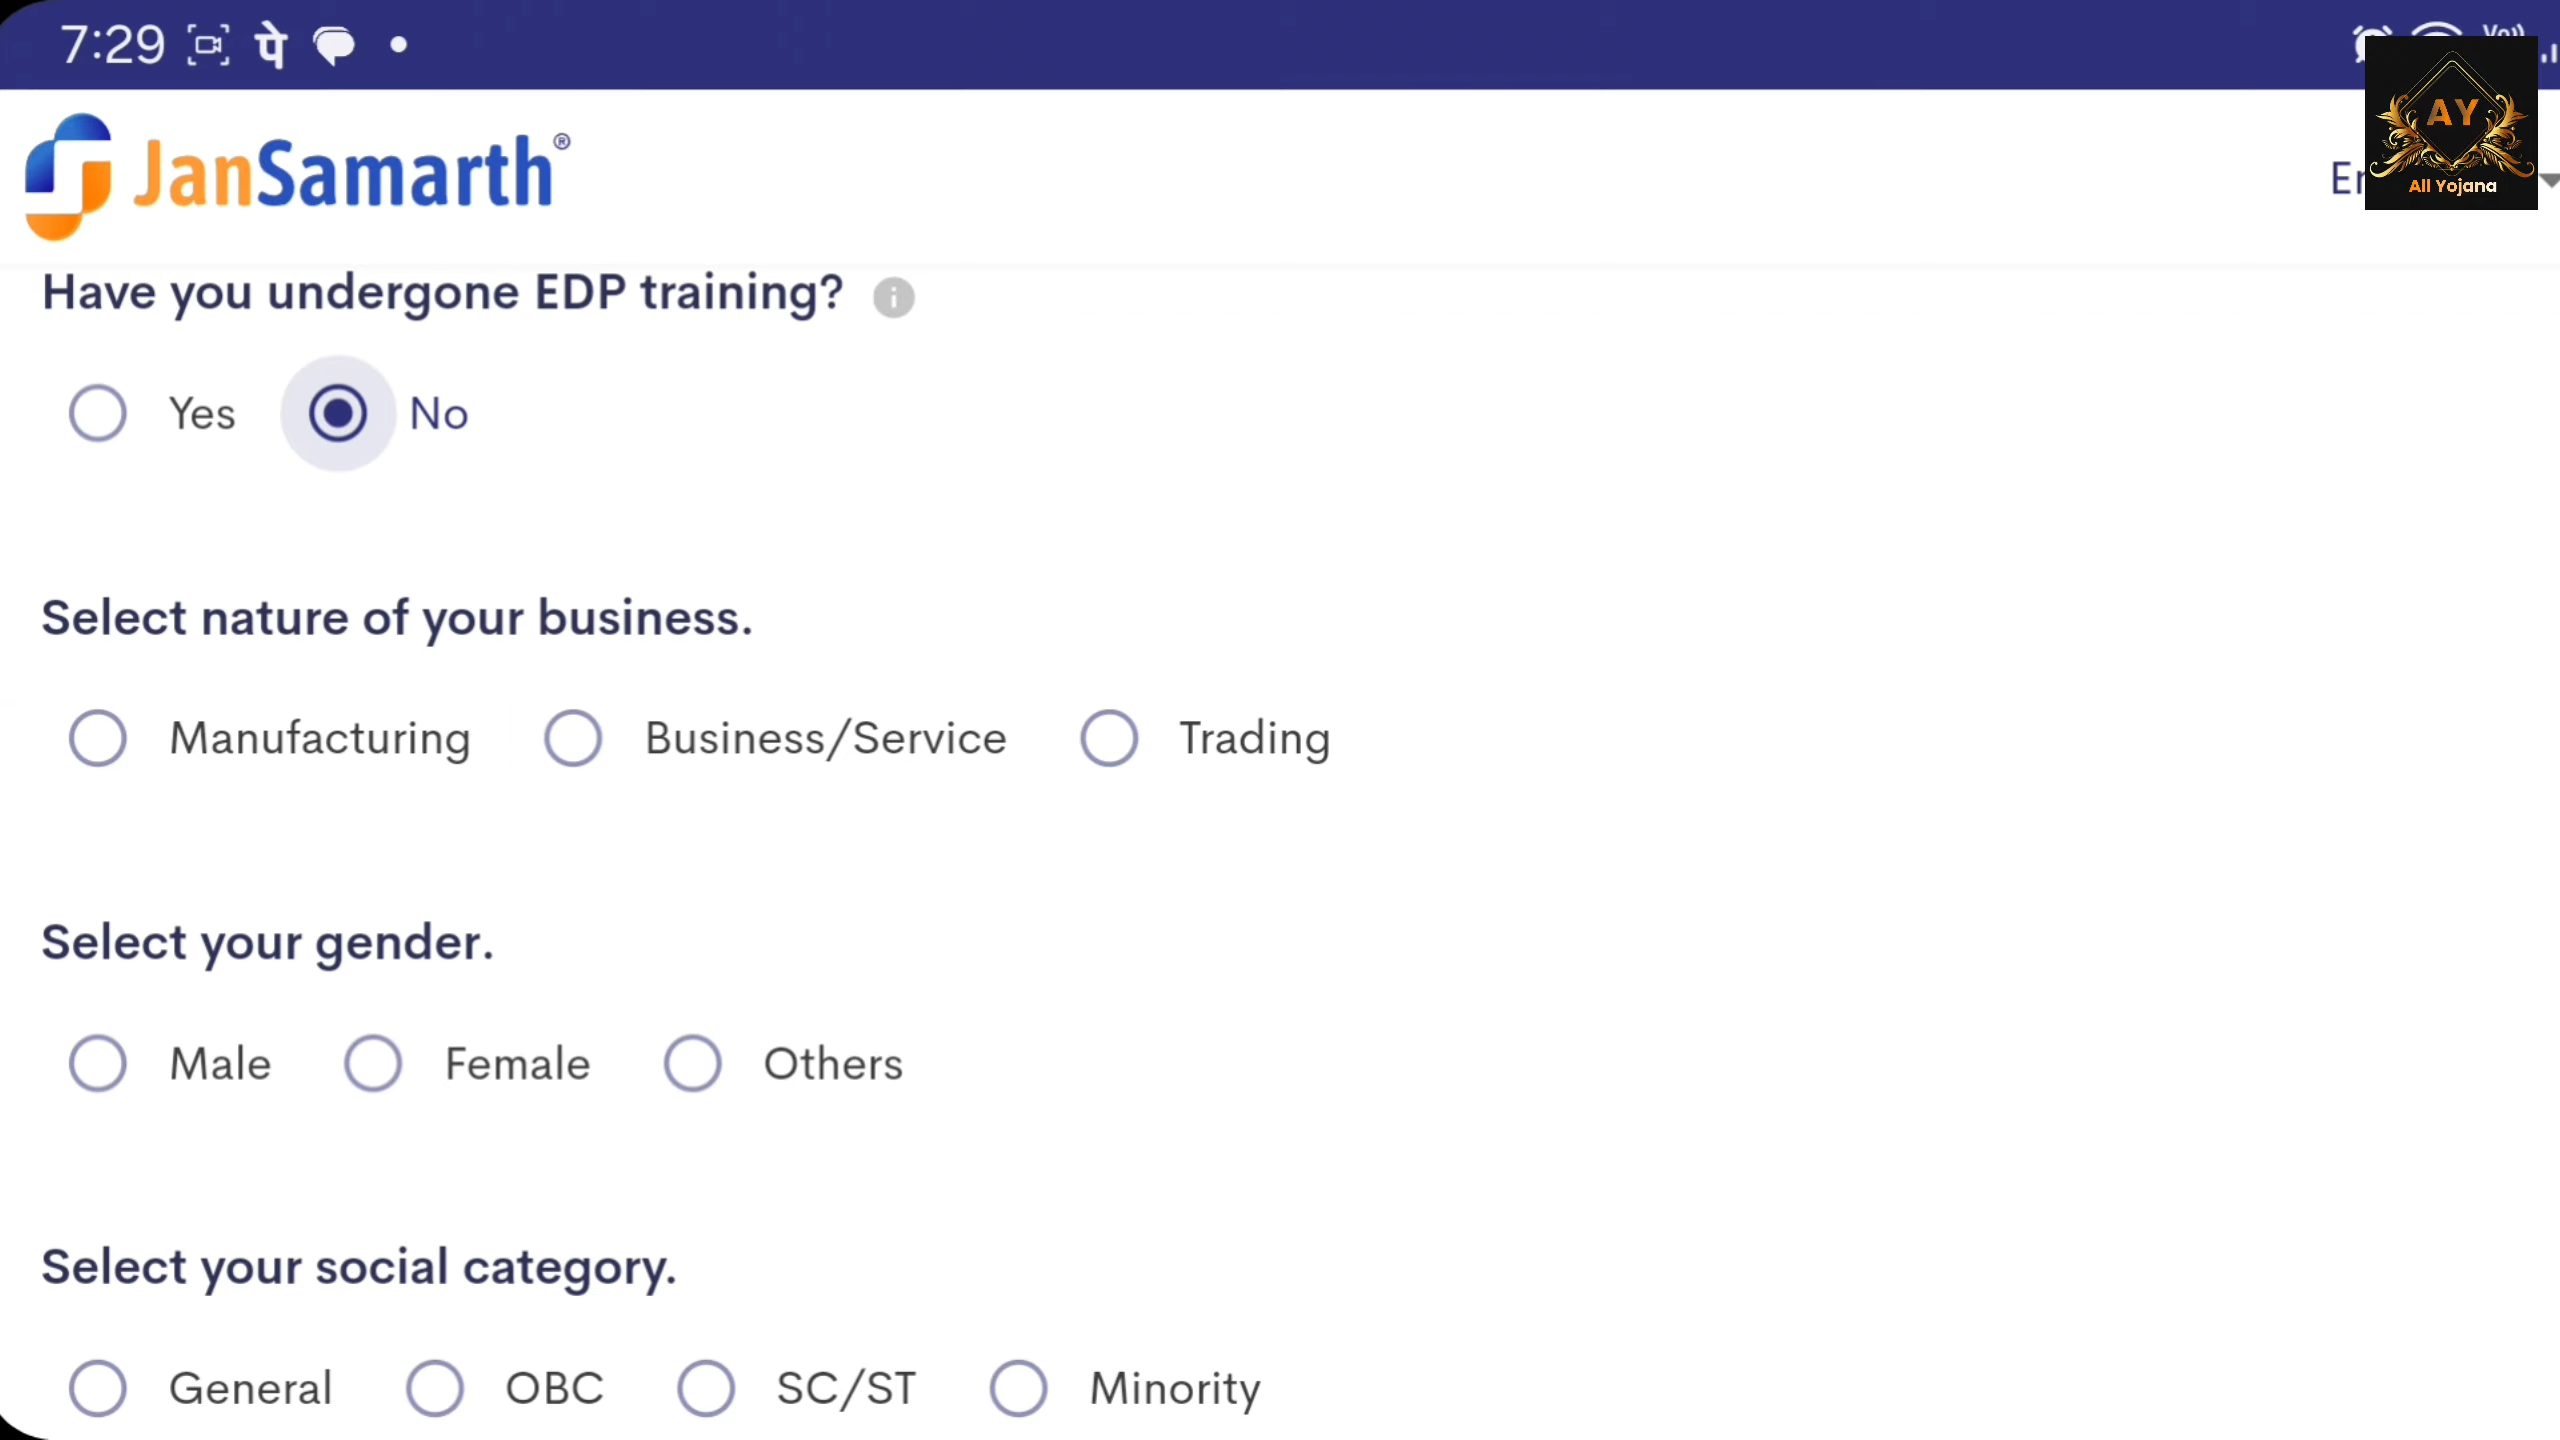 7:29 पे
JanSamarth®
AY
All Yojana
Have you undergone EDP training?
Yes No
Select nature of your business.
Manufacturing Business/Service Trading
Select your gender.
Male Female Others
Select your social category.
General OBC SC/ST Minority